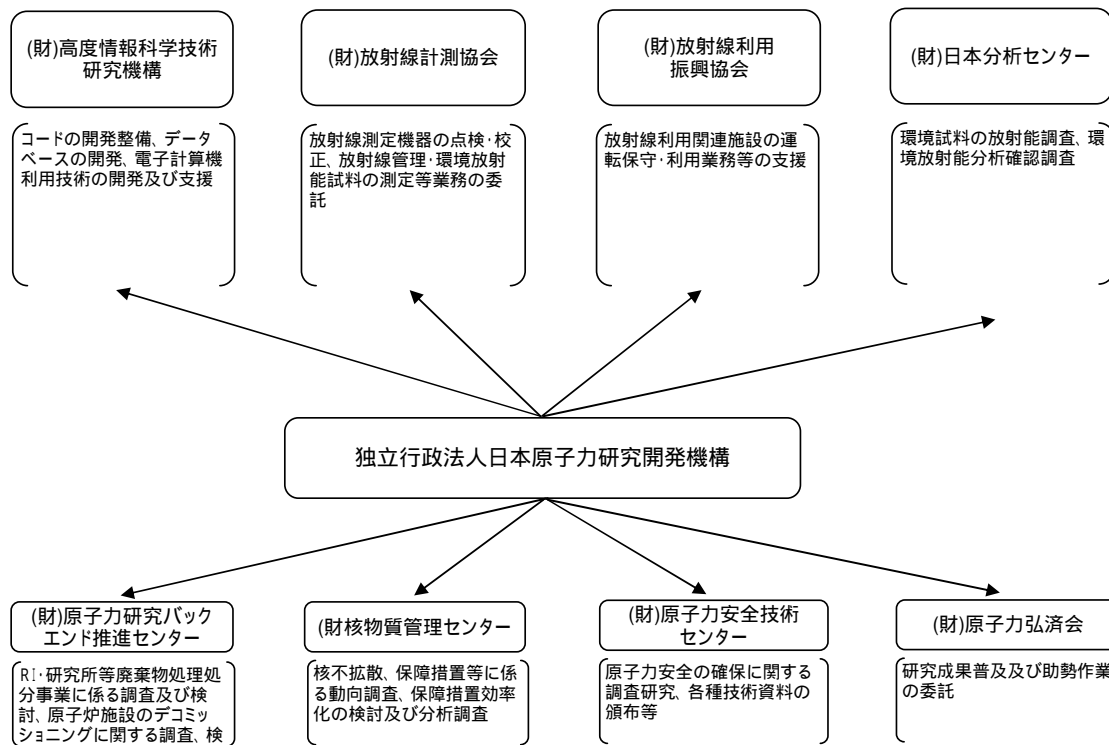 (財)高度情報科学技術
研究機構
(財)放射線計測協会
(財)放射線利用
振興協会
(財)日本分析センター
コードの開発整備、データ
ベースの開発、電子計算機
利用技術の開発及び支援
放射線測定機器の点検・校
正、放射線管理・環境放射
能試料の測定等業務の委
託
放射線利用関連施設の運
転保守・利用業務等の支援
環境試料の放射能調査、環
境放射能分析確認調査
独立行政法人日本原子力研究開発機構
(財)原子力研究バック
エンド推進センター
(財核物質管理センター
(財)原子力安全技術
センター
(財)原子力弘済会
RI・研究所等廃棄物処理処
分事業に係る調査及び検
討、原子炉施設のデコミッ
ショニングに関する調査、検
核不拡散、保障措置等に係
る動向調査、保障措置効率
化の検討及び分析調査
原子力安全の確保に関する
調査研究、各種技術資料の
頒布等
研究成果普及及び助勢作業
の委託